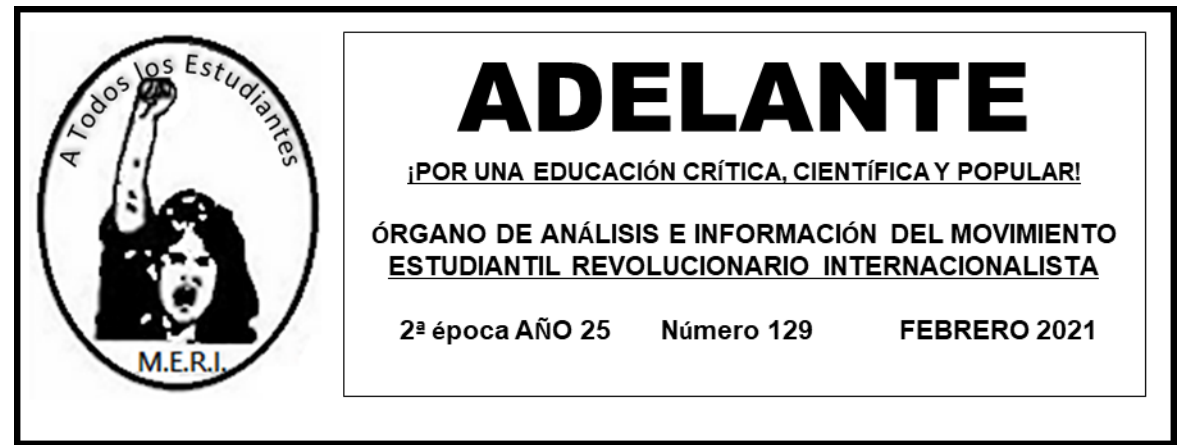 A Todos los Estudiantes
M.E.R.I.
ADELANTE
¡POR UNA EDUCACIÓN CRÍTICA, CIENTÍFICA Y POPULAR!
ÓRGANO DE ANÁLISIS E INFORMACIÓN DEL MOVIMIENTO
ESTUDIANTIL REVOLUCIONARIO INTERNACIONALISTA
2ª época AÑO 25 Número 129 FEBRERO 2021